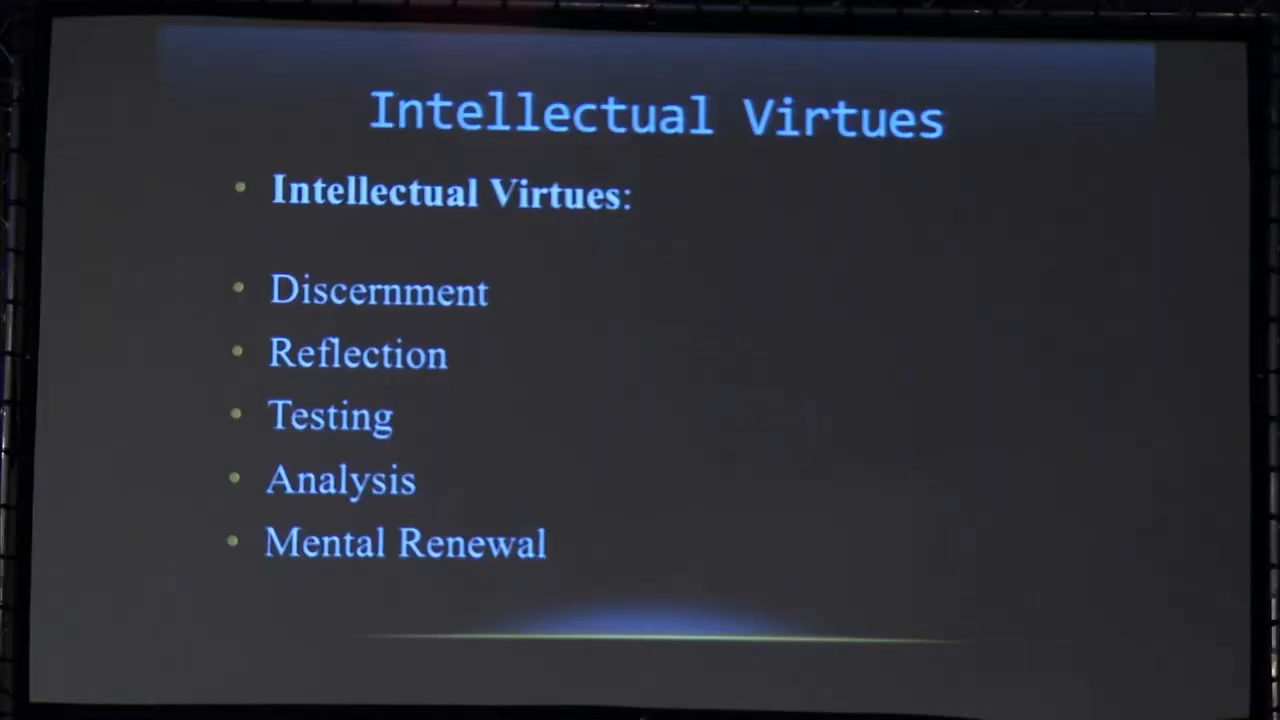 Intellectual Virtues
• Intellectual Virtues:
• Discernment
• Reflection
• Testing
• Analysis
• Mental Renewal